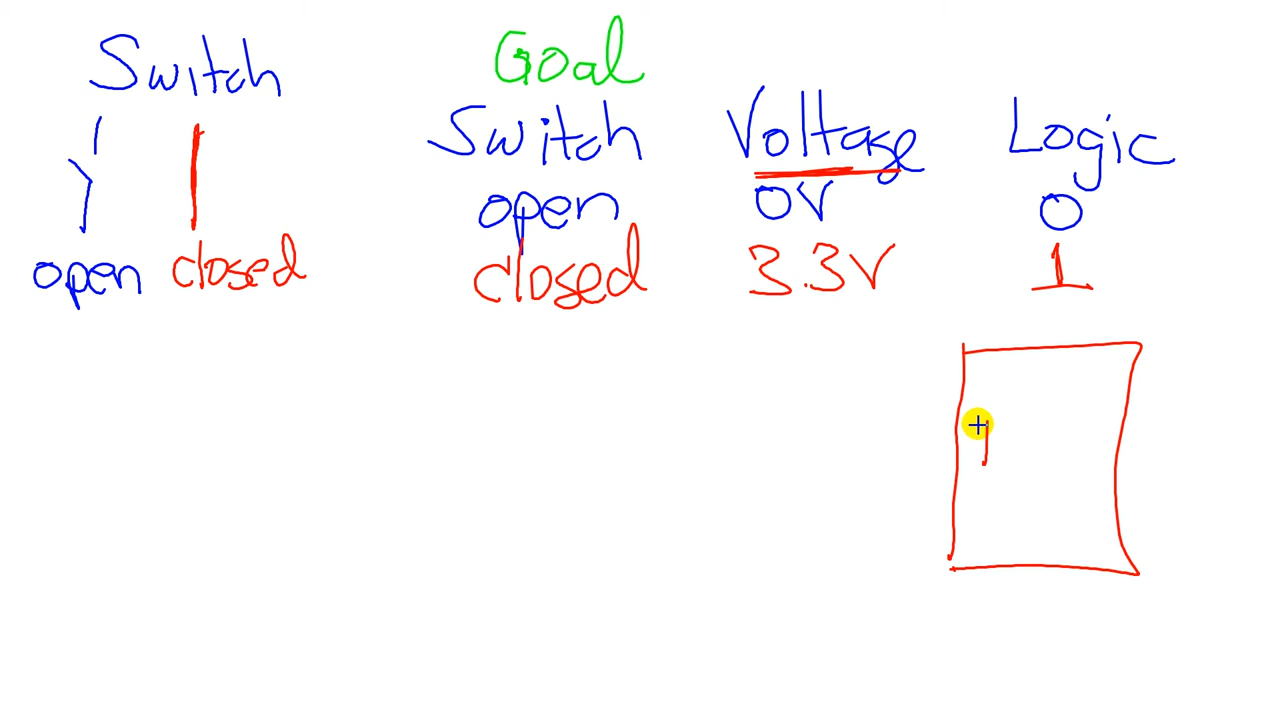 Switch
open closed
Goal
Switch Voltage Logic
open 0V 0
closed 3.3V 1